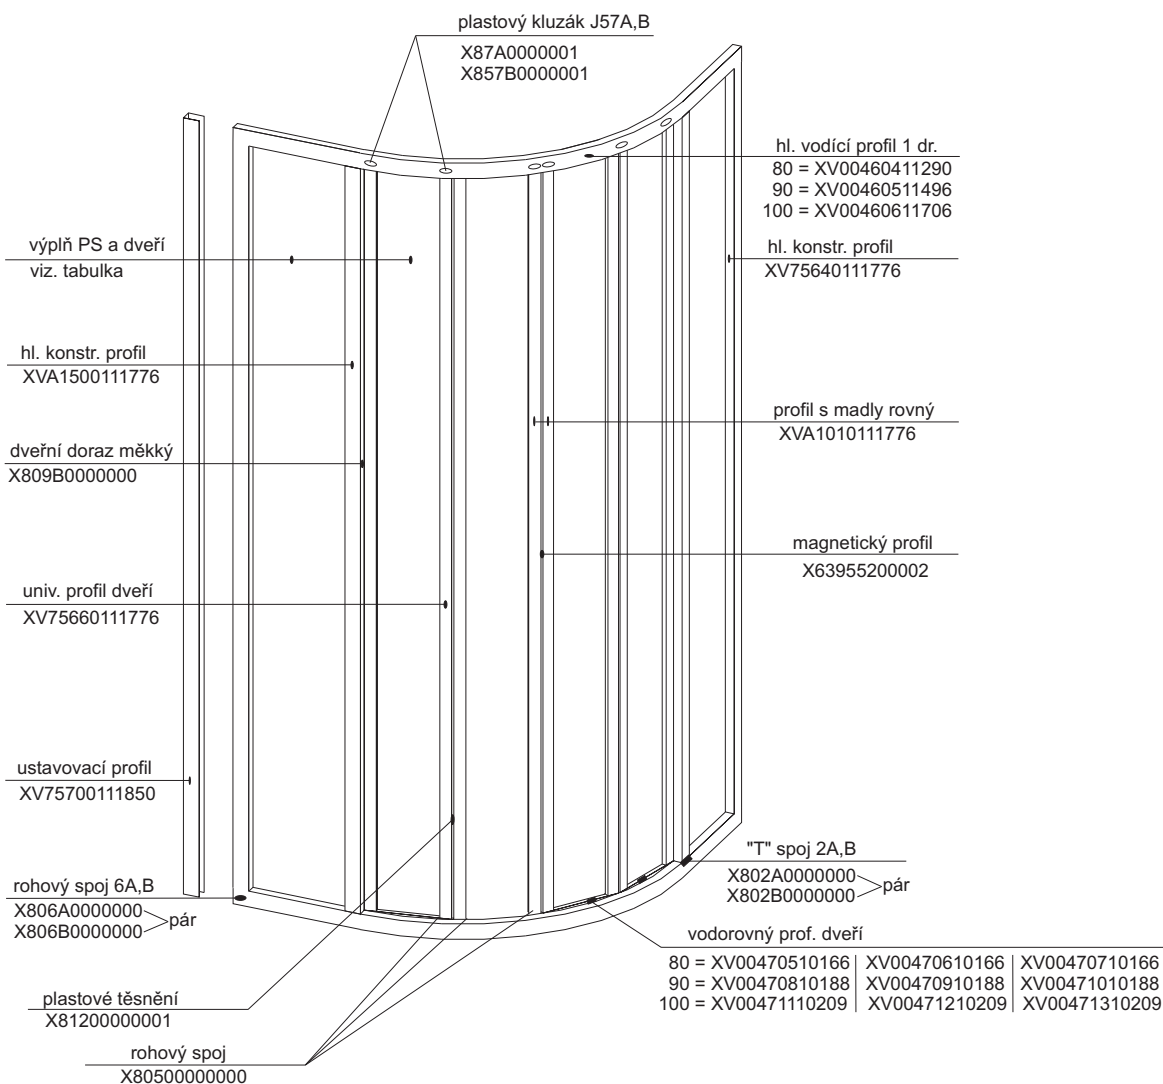 plastový kluzák J57A,B
X87A0000001
X857B0000001
hl. vodící profil 1 dr.
80 = XV00460411290
90 = XV00460511496
100 = XV00460611706
hl. konstr. profil
XV75640111776
výplň PS a dveří
viz. tabulka
hl. konstr. profil
XVA1500111776
profil s madly rovný
XVA1010111776
dveřní doraz měkký
X809B0000000
magnetický profil
X63955200002
univ. profil dveří
XV75660111776
ustavovací profil
XV75700111850
"T" spoj 2A,B
X802A0000000
X802B0000000
pár
rohový spoj 6A,B
X806A0000000
X806B0000000
pár
vodorovný prof. dveří
80 = XV00470510166 | XV00470610166 | XV00470710166
90 = XV00470810188 | XV00470910188 | XV00471010188
100 = XV00471110209 | XV00471210209 | XV00471310209
plastové těsnění
X81200000001
rohový spoj
X80500000000